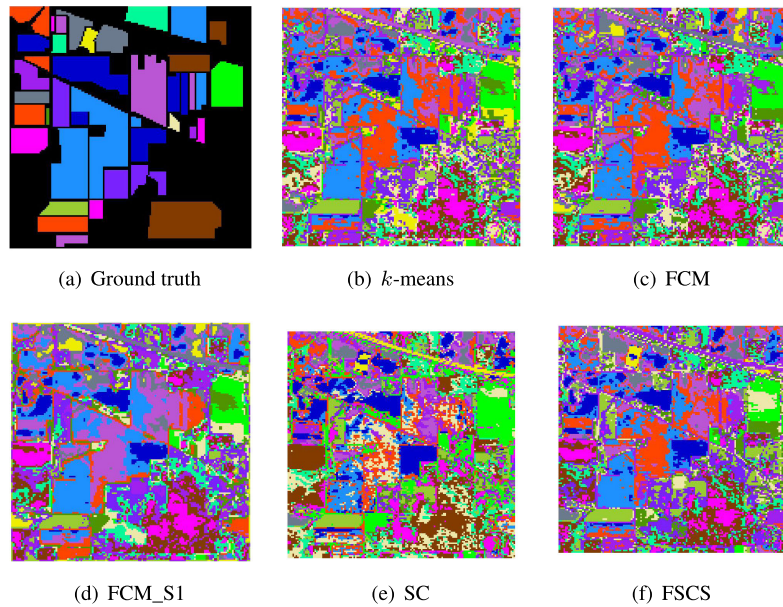 (a) Ground truth
(b) k-means
(c) FCM
(d) FCM_S1
(e) SC
(f) FSCS